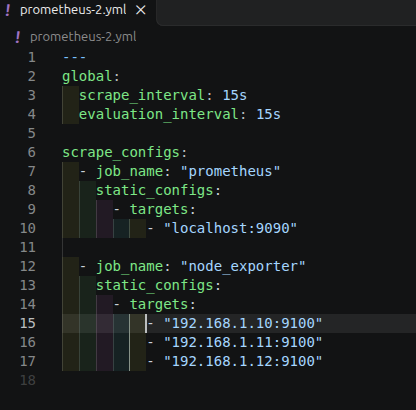 ! prometheus-2.yml ×
! prometheus-2.yml
1 ---
2 global:
3   scrape_interval: 15s
4   evaluation_interval: 15s
5
6 scrape_configs:
7   - job_name: "prometheus"
8     static_configs:
9       - targets:
10           - "localhost:9090"
11
12   - job_name: "node_exporter"
13     static_configs:
14       - targets:
15           - "192.168.1.10:9100"
16           - "192.168.1.11:9100"
17           - "192.168.1.12:9100"
18